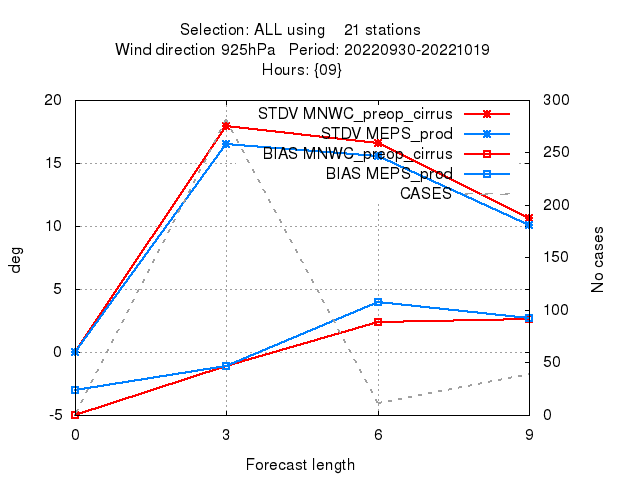 Selection: ALL using 21 stations
Wind direction 925hPa Period: 20220930-20221019
Hours: {09}
20
15
10
5
0
-5
deg
STDV MNWC_preop_cirrus
STDV MEPS_prod
BIAS MNWC_preop_cirrus
BIAS MEPS_prod
CASES
300
250
200
150
100
50
0
No cases
0 3 6 9
Forecast length